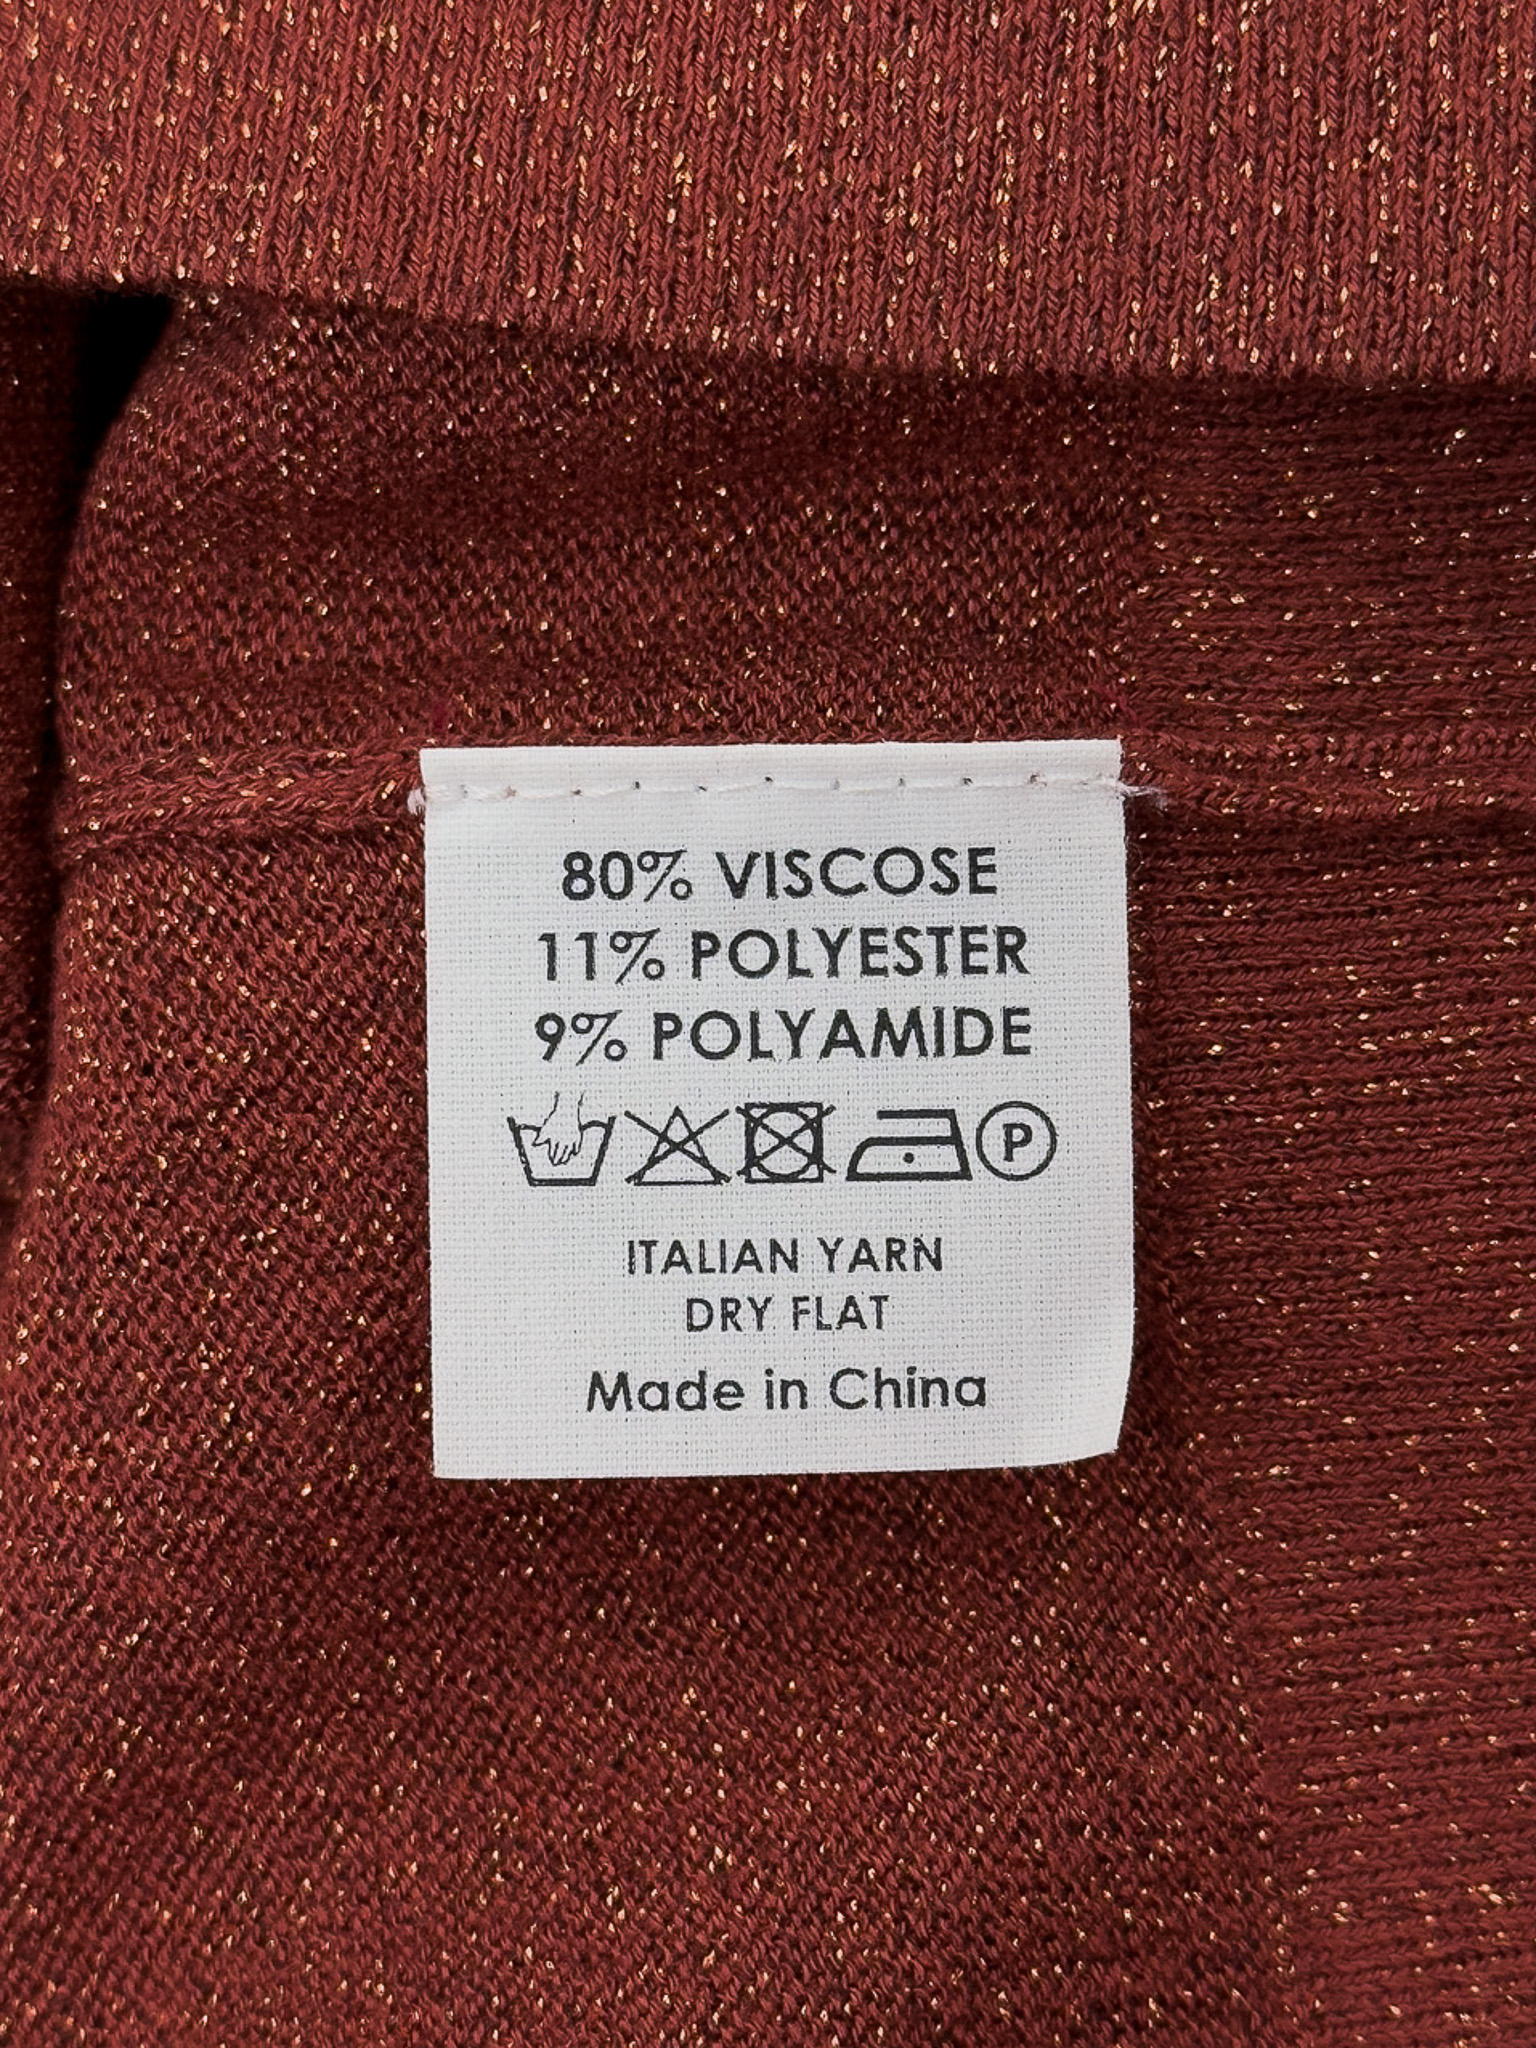 80% VISCOSE
11% POLYESTER
9% POLYAMIDE
P
ITALIAN YARN
DRY FLAT
Made in China